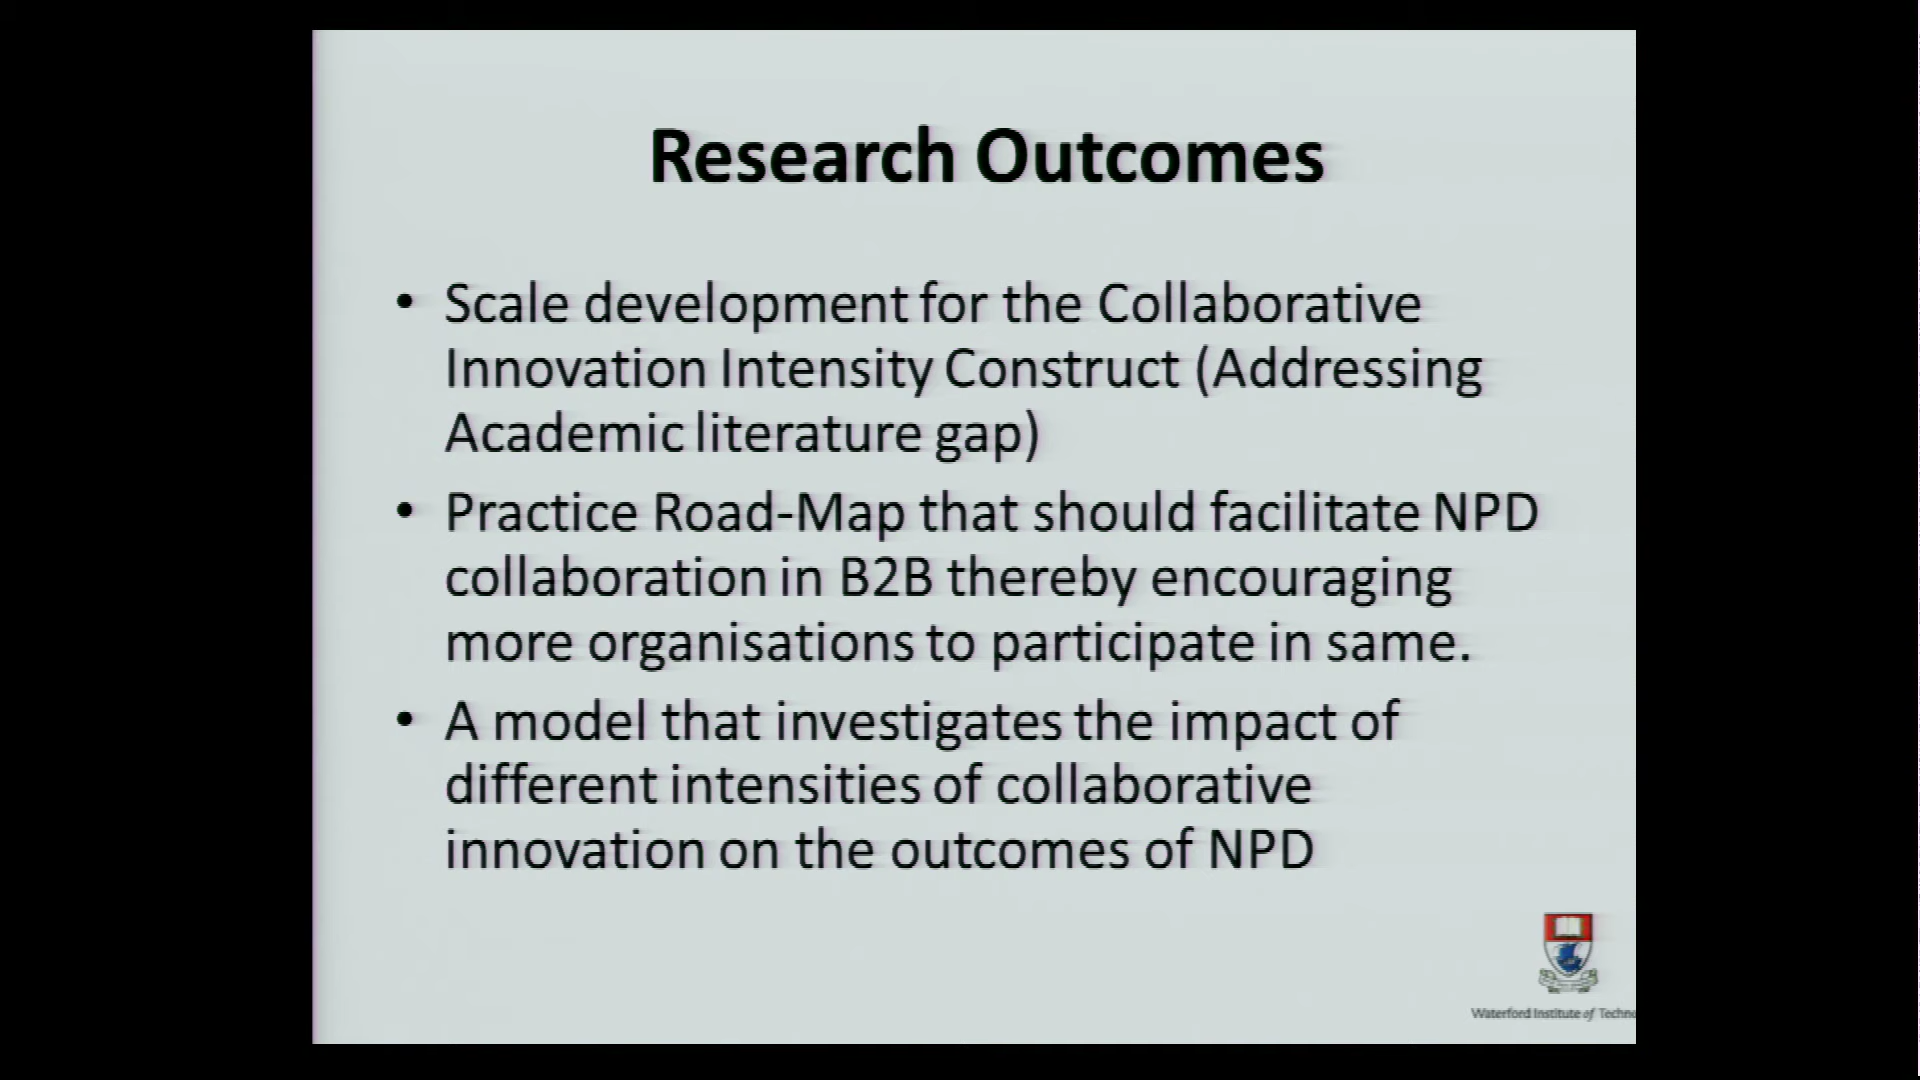 Research Outcomes
• Scale development for the Collaborative
Innovation Intensity Construct (Addressing
Academic literature gap)
• Practice Road-Map that should facilitate NPD
collaboration in B2B thereby encouraging
more organisations to participate in same.
• A model that investigates the impact of
different intensities of collaborative
innovation on the outcomes of NPD
Waterford Institute of Techno